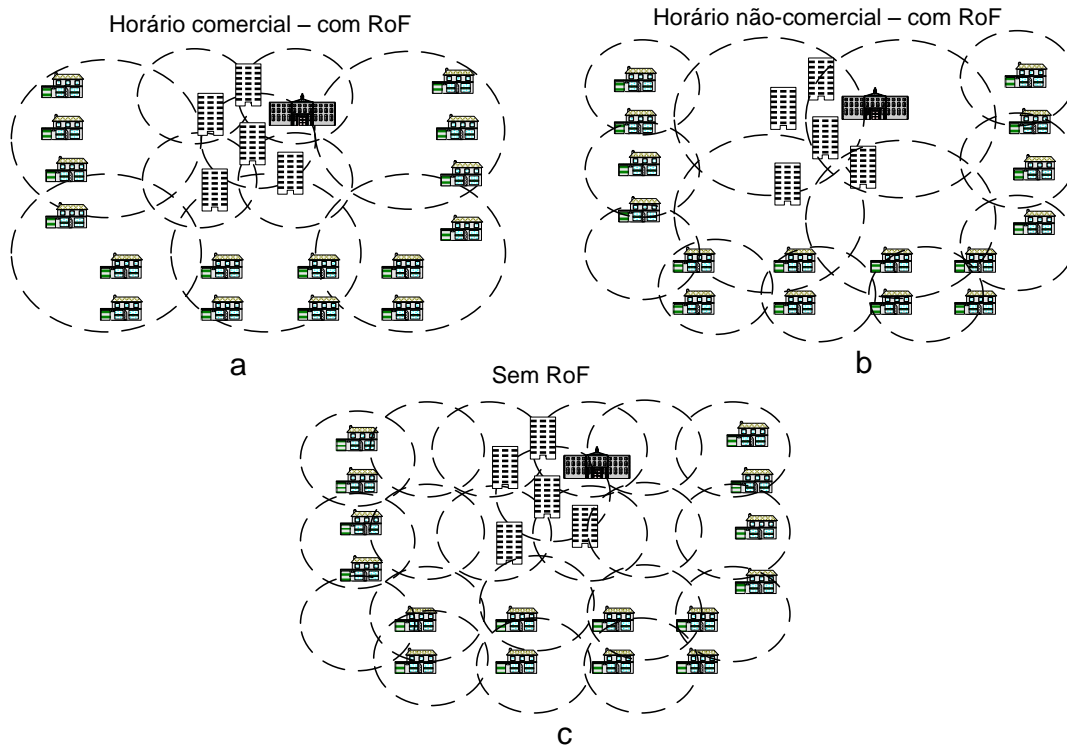 Horário comercial – com RoF
Horário não-comercial – com RoF
a
b
Sem RoF
c